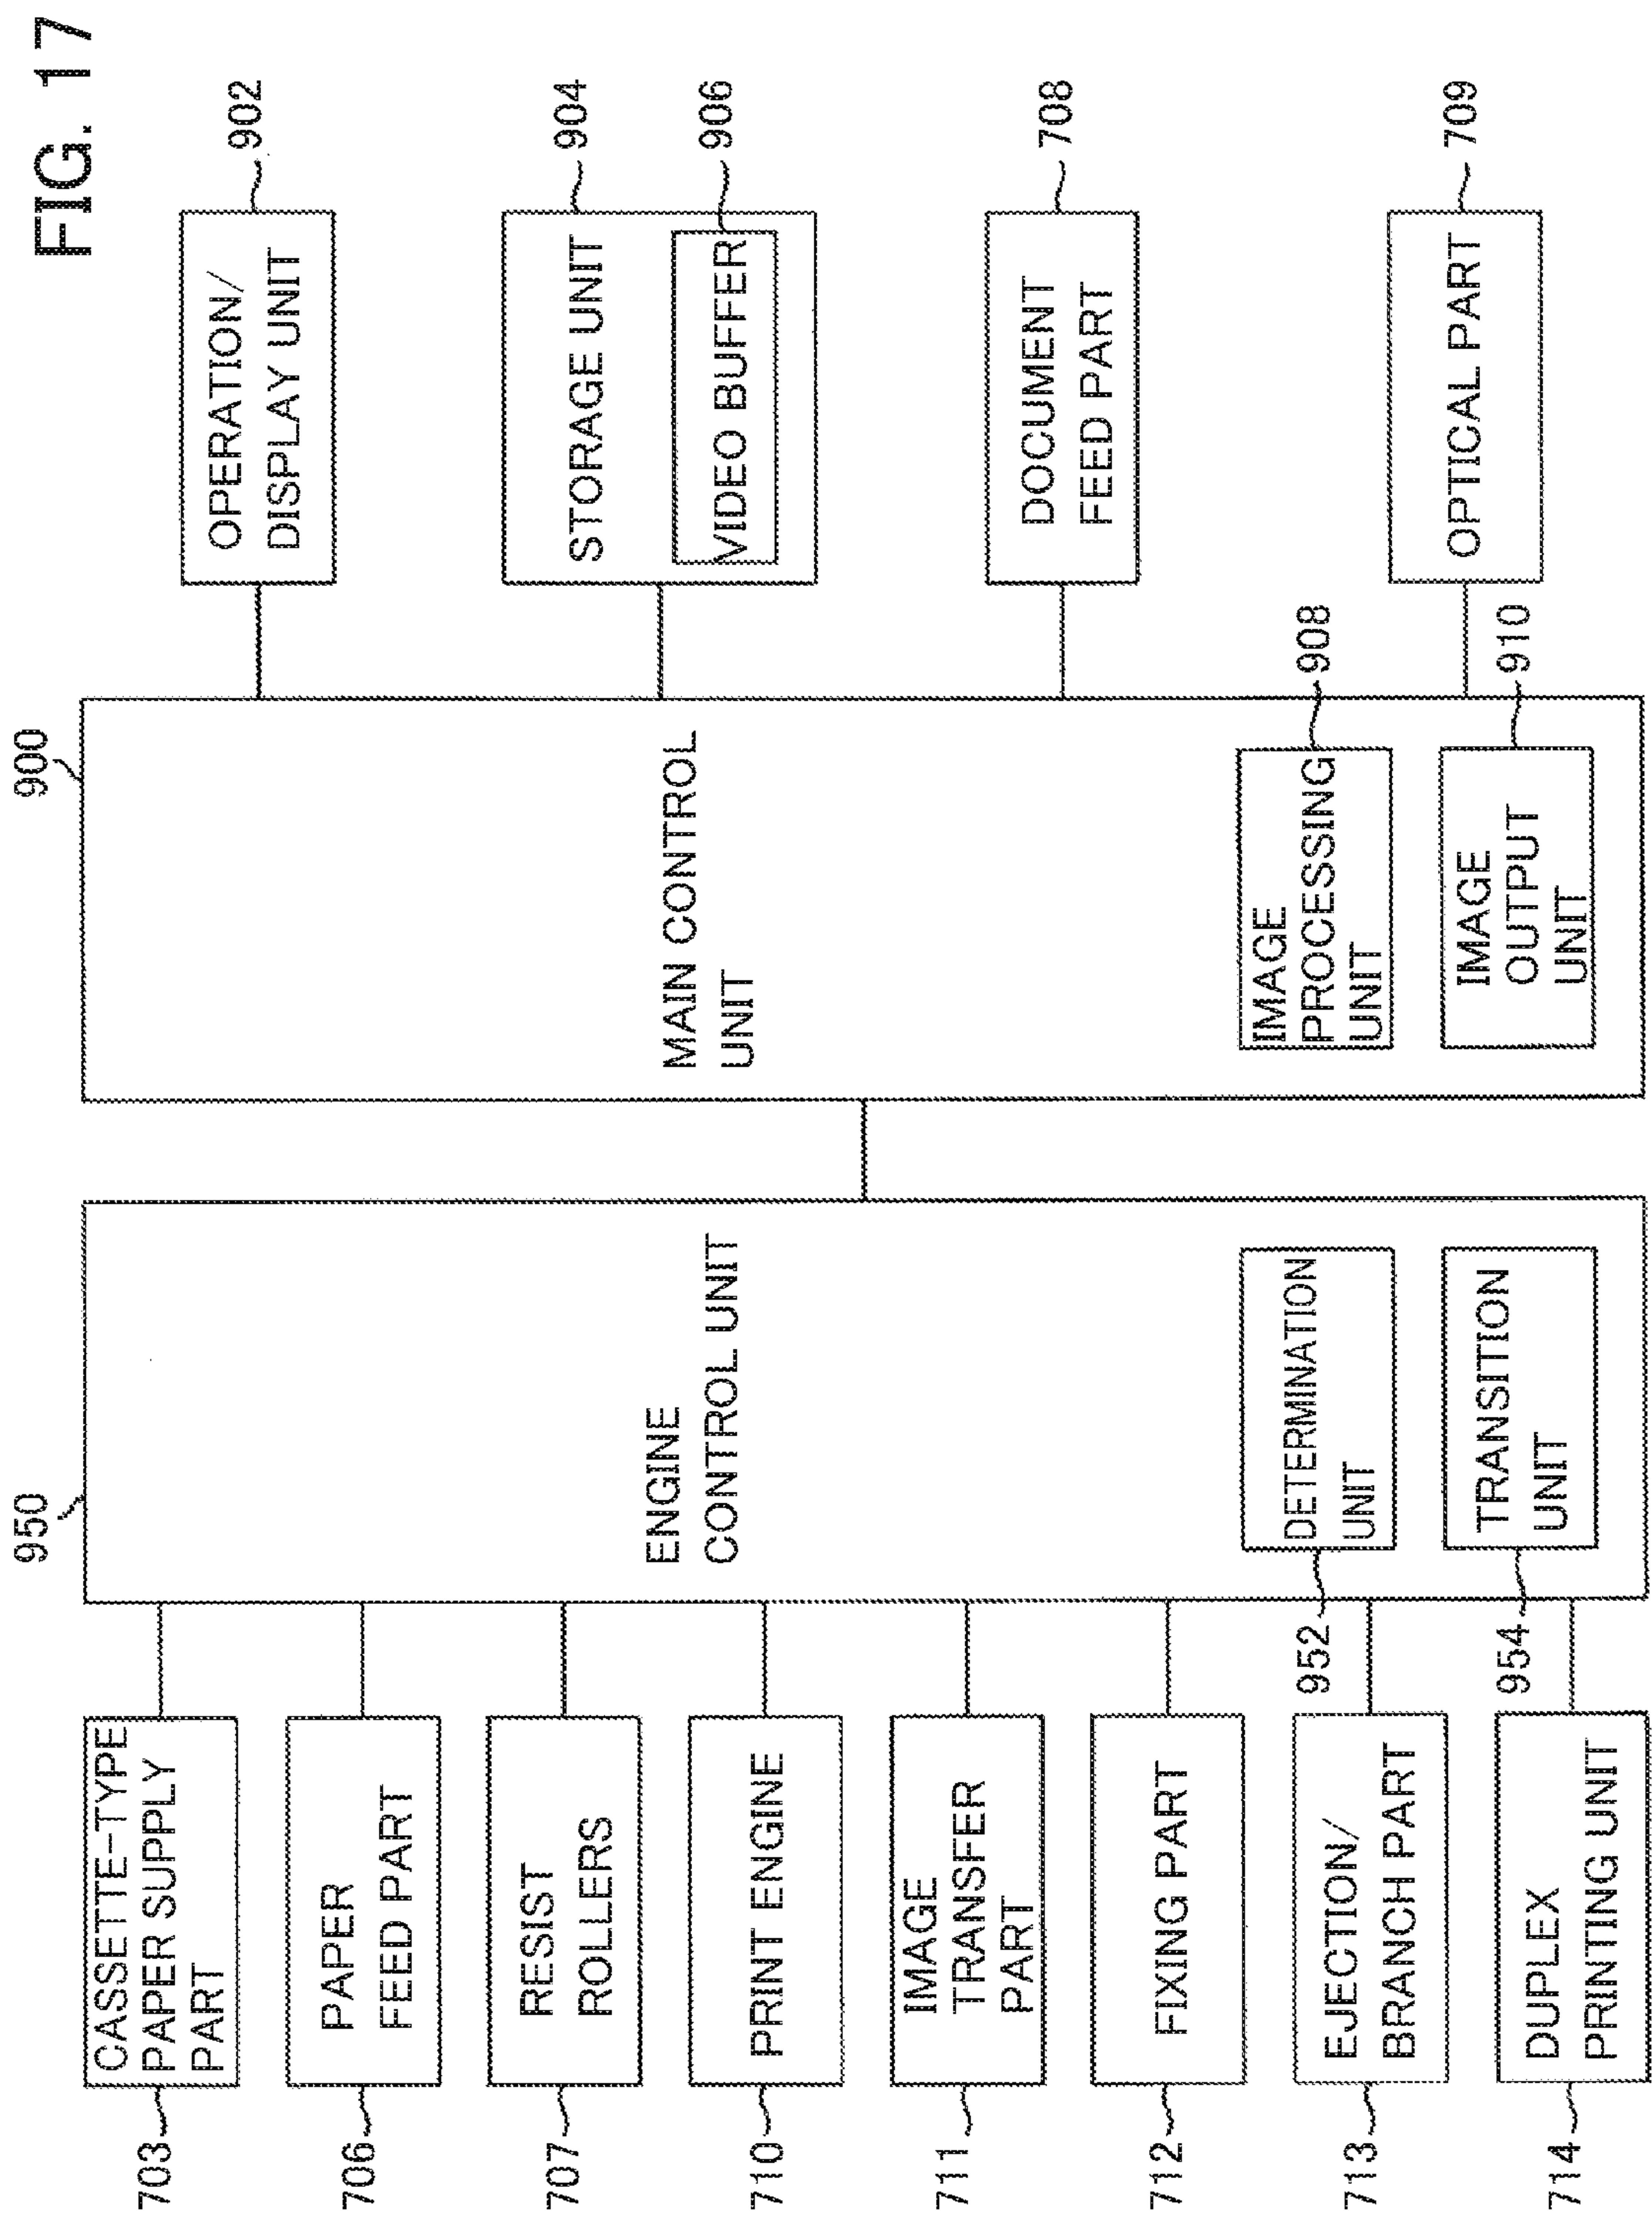 FIG. 17
703
CASSETTE-TYPE
PAPER SUPPLY
PART
706
PAPER
FEED PART
707
RESIST
ROLLERS
710
PRINT ENGINE
711
IMAGE
TRANSFER
PART
712
FIXING PART
713
EJECTION/
BRANCH PART
714
DUPLEX
PRINTING UNIT
950
ENGINE
CONTROL UNIT
952
DETERMINATION
UNIT
954
TRANSITION
UNIT
900
MAIN CONTROL
UNIT
908
IMAGE
PROCESSING
UNIT
910
IMAGE
OUTPUT
UNIT
902
OPERATION/
DISPLAY UNIT
904
STORAGE UNIT
906
VIDEO BUFFER
708
DOCUMENT
FEED PART
709
OPTICAL PART